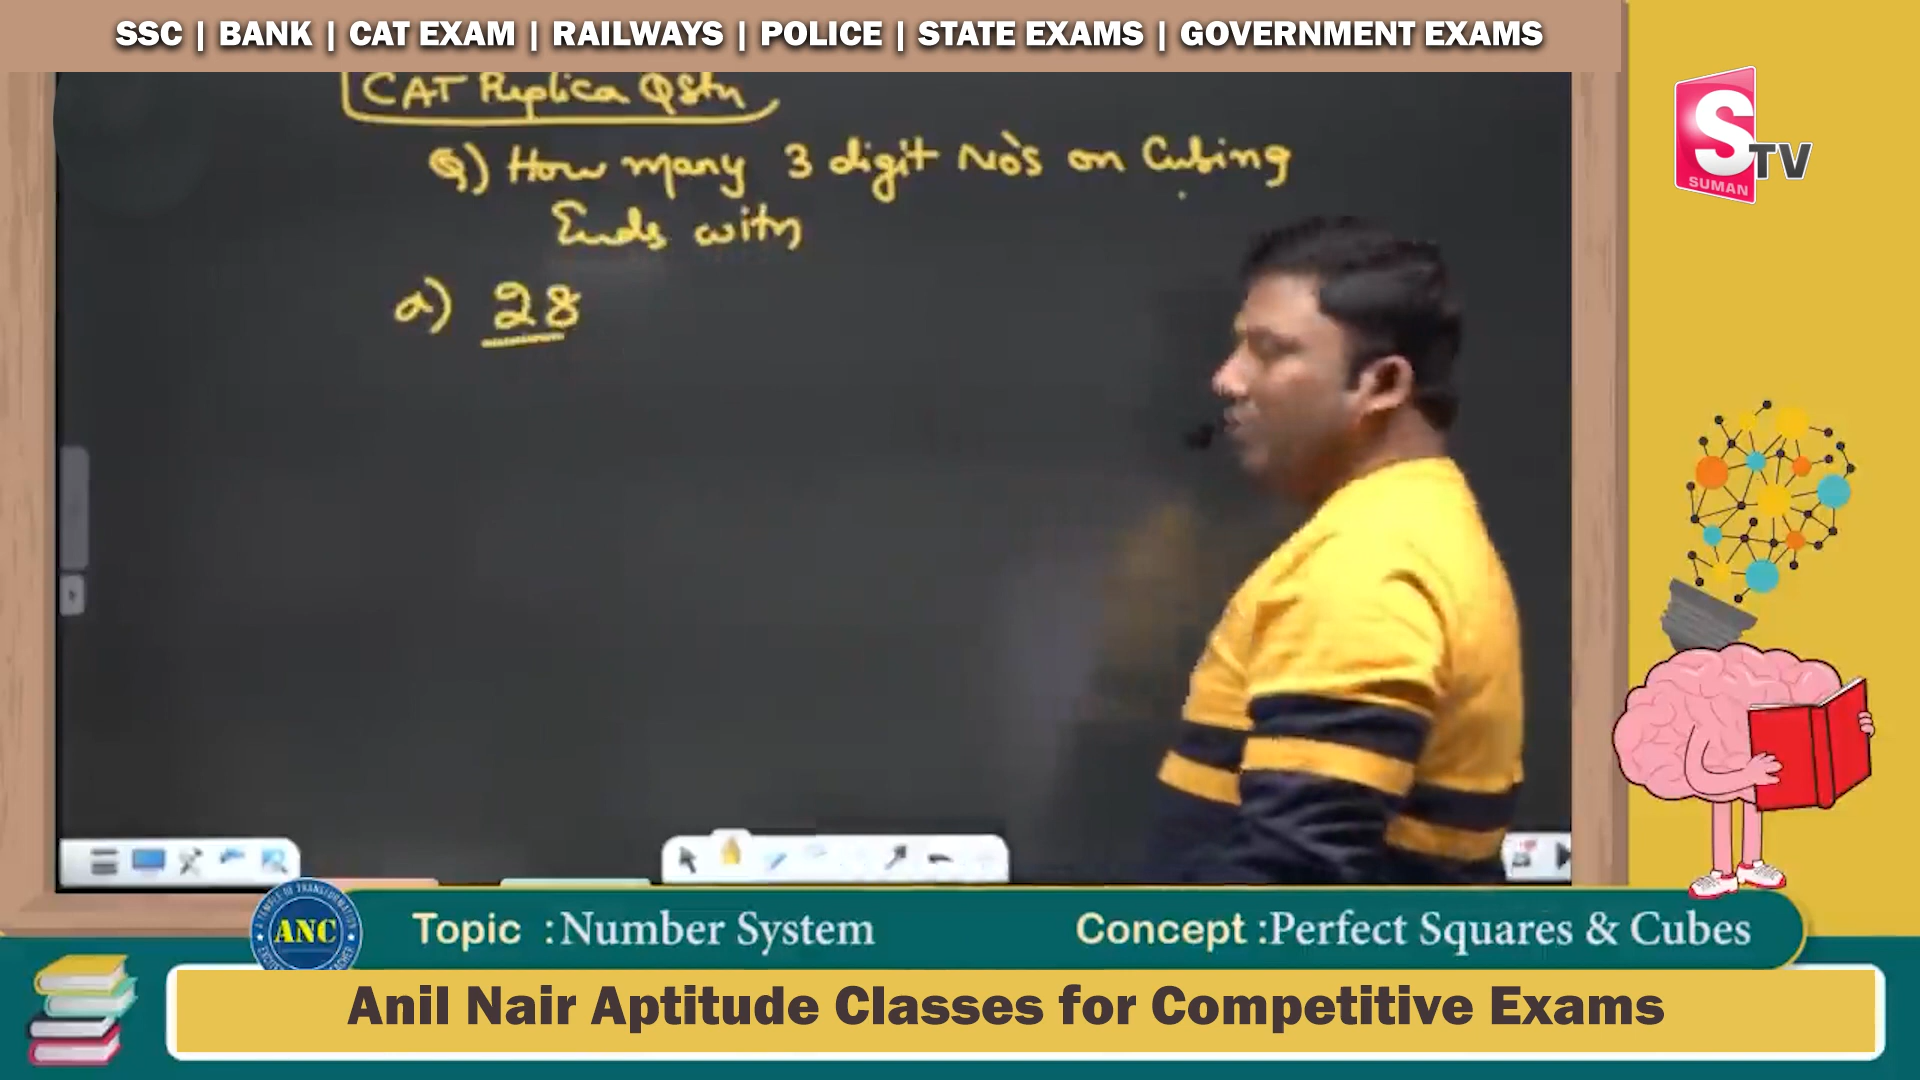 SSC | BANK | CAT EXAM | RAILWAYS | POLICE | STATE EXAMS | GOVERNMENT EXAMS
S TV
SUMAN
CAT Replica QStn
Q) How many 3 digit No's on Cubing
Ends with
a) 28
ANC
Topic : Number System
Concept : Perfect Squares & Cubes
Anil Nair Aptitude Classes for Competitive Exams